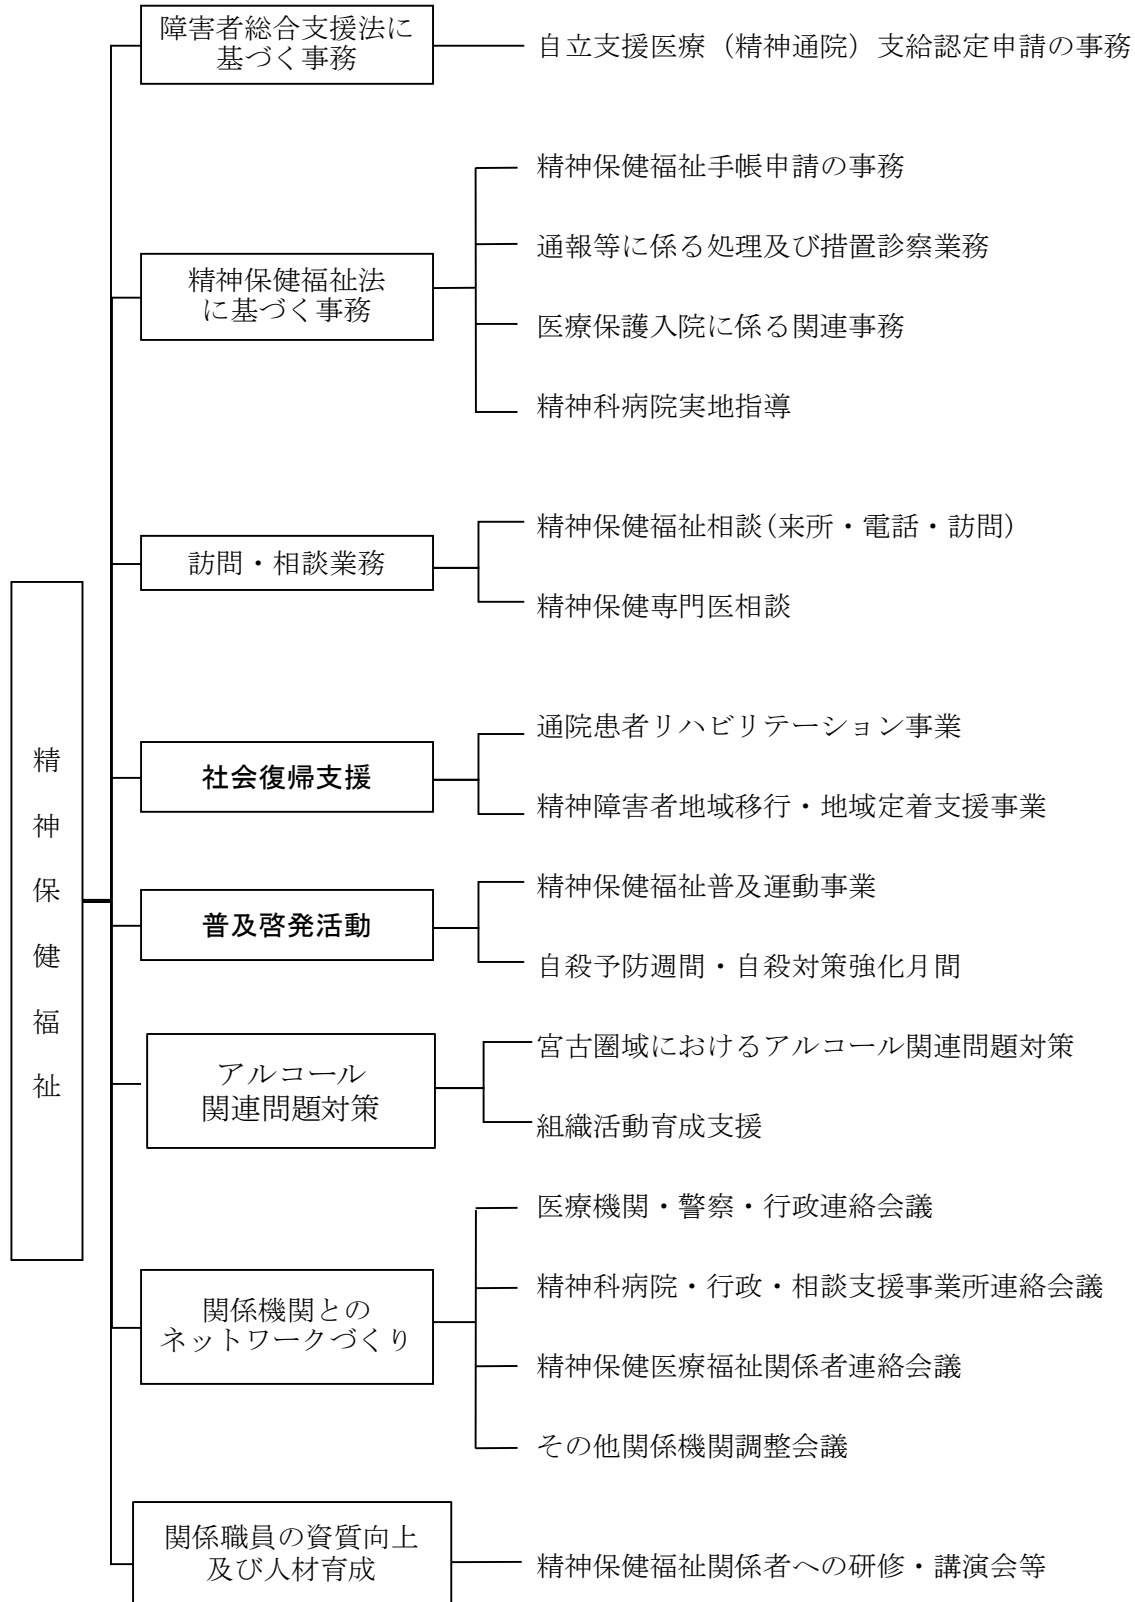 障害者総合支援法に
基づく事務
自立支援医療（精神通院）支給認定申請の事務
精神保健福祉手帳申請の事務
通報等に係る処理及び措置診察業務
精神保健福祉法
に基づく事務
医療保護入院に係る関連事務
精神科病院実地指導
精神保健福祉相談(来所・電話・訪問)
訪問・相談業務
精神保健専門医相談
精神保健福祉
通院患者リハビリテーション事業
社会復帰支援
精神障害者地域移行・地域定着支援事業
精神保健福祉普及運動事業
普及啓発活動
自殺予防週間・自殺対策強化月間
宮古圏域におけるアルコール関連問題対策
アルコール
関連問題対策
組織活動育成支援
医療機関・警察・行政連絡会議
精神科病院・行政・相談支援事業所連絡会議
関係機関との
ネットワークづくり
精神保健医療福祉関係者連絡会議
その他関係機関調整会議
関係職員の資質向上
及び人材育成
精神保健福祉関係者への研修・講演会等